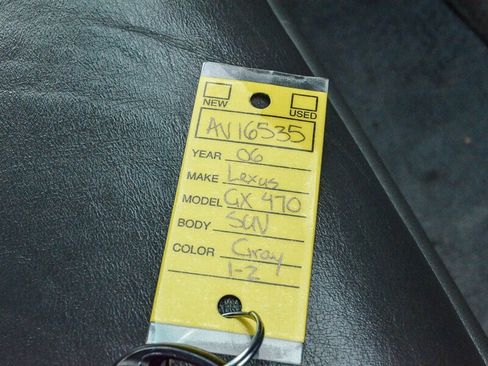 NEW USED
AV16535
YEAR 06
MAKE Lexus
MODEL GX 470
BODY SUV
COLOR Gray
1-2